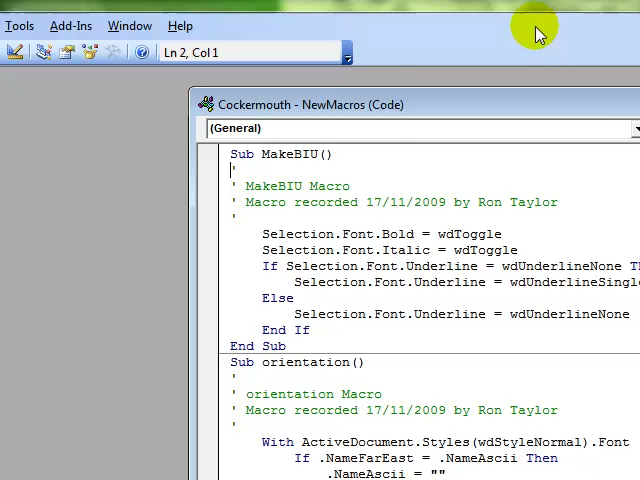 Tools Add-Ins Window Help
Ln 2, Col 1
Cockermouth - NewMacros (Code)
(General)
Sub MakeBIU()
'
' MakeBIU Macro
' Macro recorded 17/11/2009 by Ron Taylor
'
Selection.Font.Bold = wdToggle
Selection.Font.Italic = wdToggle
If Selection.Font.Underline = wdUnderlineNone Th
Selection.Font.Underline = wdUnderlineSingl
Else
Selection.Font.Underline = wdUnderlineNone
End If
End Sub
Sub orientation()
'
' orientation Macro
' Macro recorded 17/11/2009 by Ron Taylor
'
With ActiveDocument.Styles(wdStyleNormal).Font
If .NameFarEast = .NameAscii Then
.NameAscii = ""